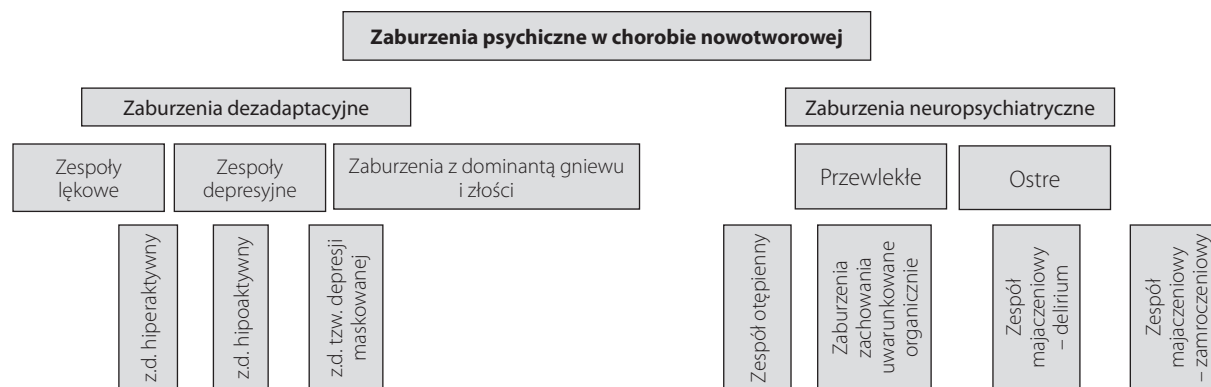 Zaburzenia psychiczne w chorobie nowotworowej
Zaburzenia dezadaptacyjne
Zaburzenia neuropsychiatryczne
Zespoły
lękowe
Zespoły
depresyjne
Zaburzenia z dominantą gniewu
i złości
Przewlekłe
Ostre
z.d. hiperaktywny
z.d. hipoaktywny
z.d. tzw. depresji
maskowanej
Zespół otępienny
Zaburzenia
zachowania
uwarunkowane
organicznie
Zespół
majaczeniowy
– delirium
Zespół
majaczeniowy
– zamroczeniowy